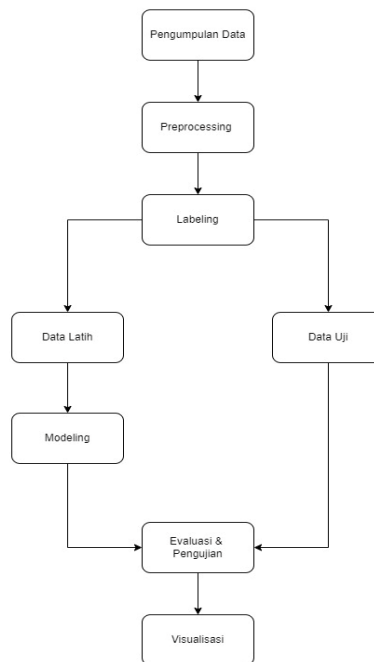 Pengumpulan Data
Preprocessing
Labeling
Data Latih
Data Uji
Modeling
Evaluasi &
Pengujian
Visualisasi